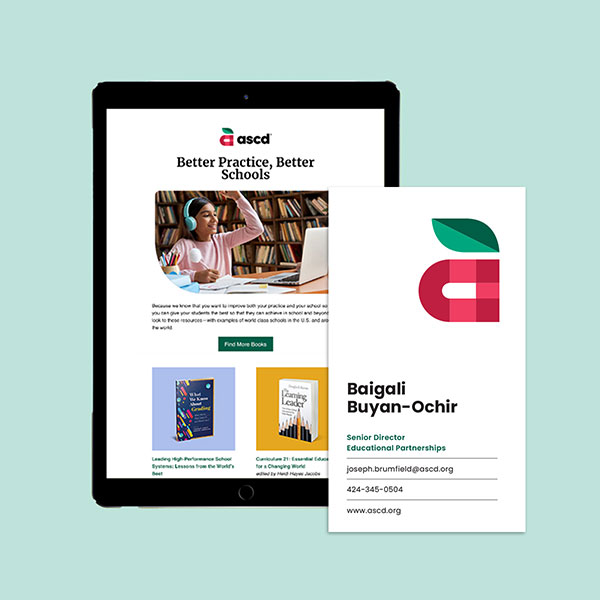 ascd
Better Practice, Better
Schools
Because we know that you want to improve both your practice and your school so
you can give your students the best so that they can achieve in school and beyond
look to these resources—with examples of world class schools in the U.S. and
the world
Find More Books
What
We Know
About
Grading
Learning
Leader
Leading High-Performance School
Systems: Lessons from the World's
Best
Curriculum 21: Essential
for a Changing World
edited by Heidi Hayes Jacobs
Baigali
Buyan-Ochir
Senior Director
Educational Partnerships
joseph.brumfield@ascd.org
424-345-0504
www.ascd.org